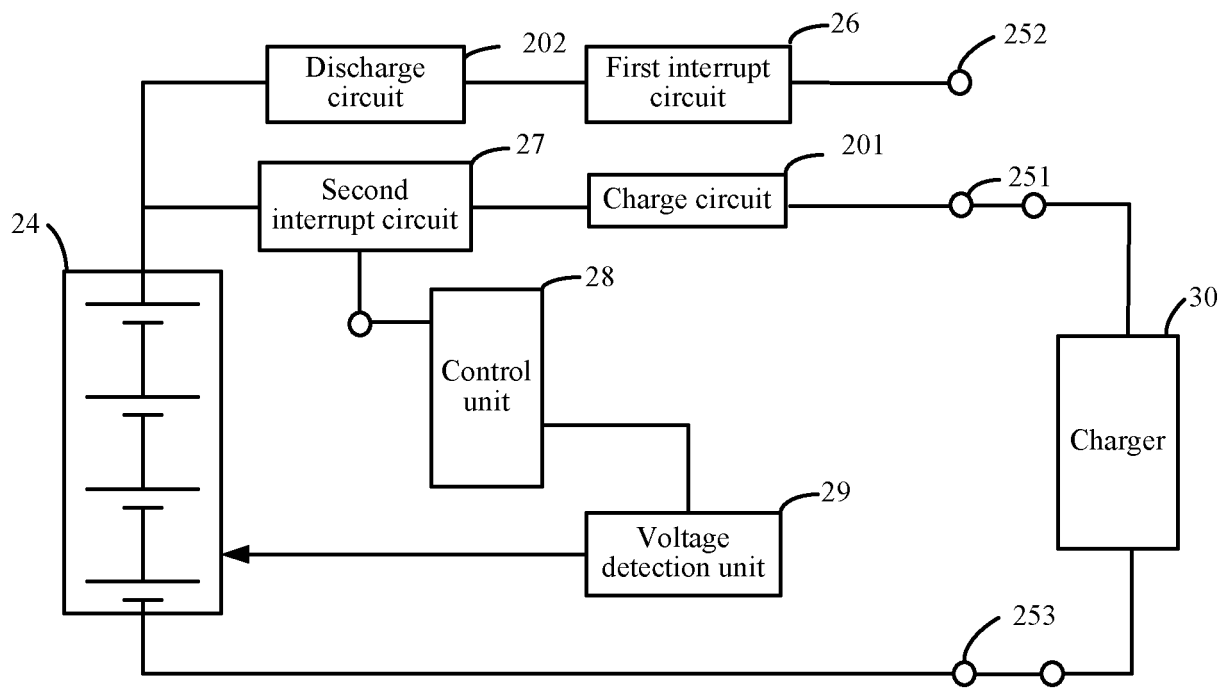 202
26
252
Discharge
circuit
First interrupt
circuit
27
201
251
Second
interrupt circuit
Charge circuit
24
28
30
Control
unit
Charger
29
Voltage
detection unit
253